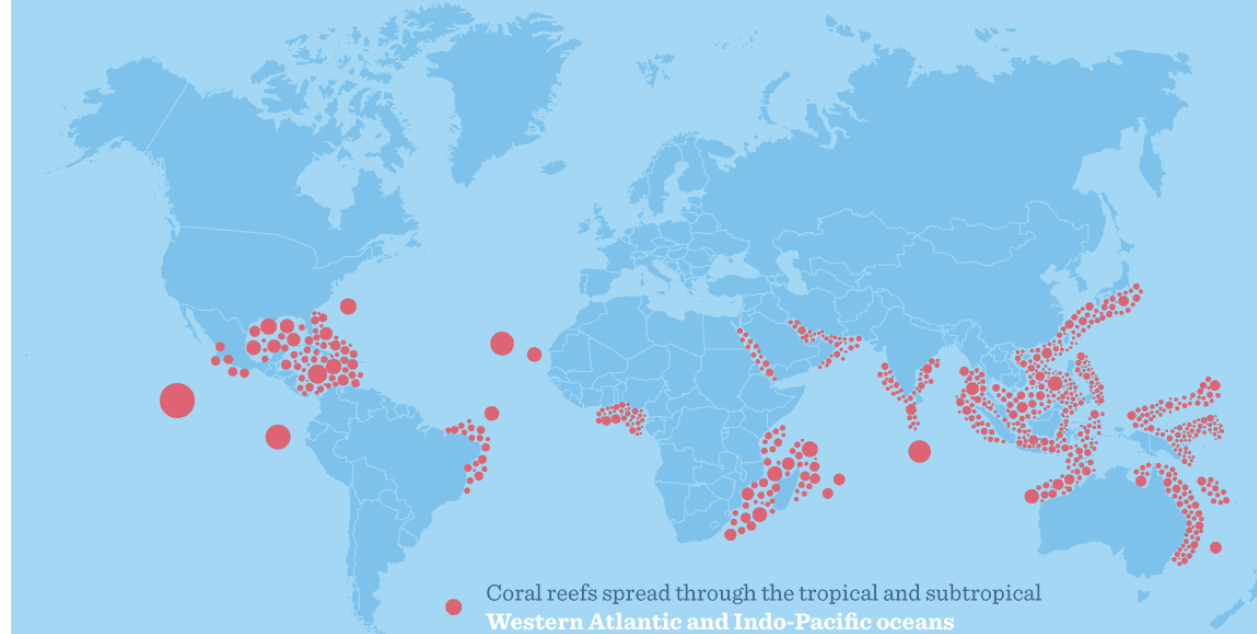 Coral reefs spread through the tropical and subtropical
Western Atlantic and Indo-Pacific oceans